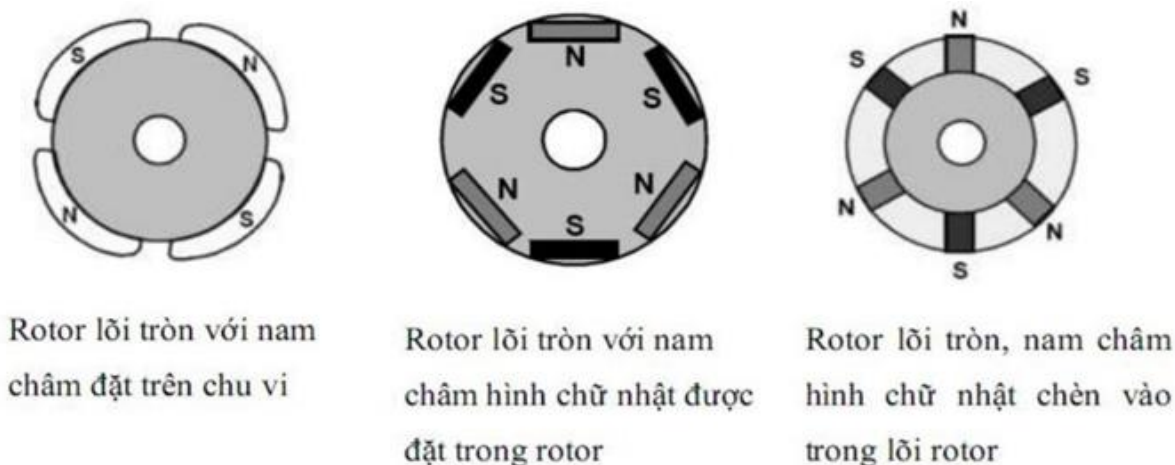 S N
N S
N
S S
N N
S
N
S S
N N
S
Rotor lõi tròn với nam
châm đặt trên chu vi
Rotor lõi tròn với nam
châm hình chữ nhật được
đặt trong rotor
Rotor lõi tròn, nam châm
hình chữ nhật chèn vào
trong lõi rotor